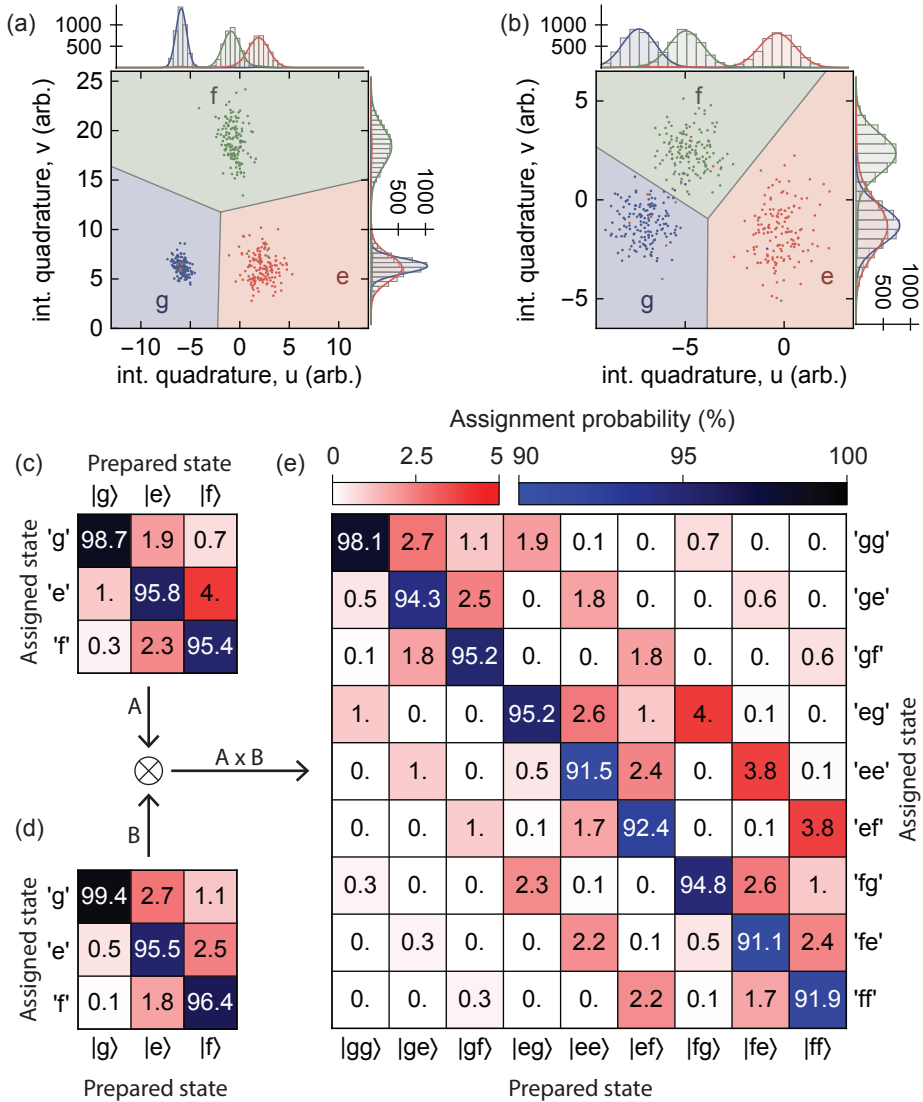 (a)
1000
500
25
20
15
10
5
0
int. quadrature, v (arb.)
f
g
e
500
1000
−10 −5 0 5 10
int. quadrature, u (arb.)
(b)
1000
500
5
0
−5
int. quadrature, v (arb.)
f
g
e
500
1000
−5 0
int. quadrature, u (arb.)
(c)
Prepared state
|g⟩ |e⟩ |f⟩
Assigned state
'g' 98.7 1.9 0.7
'e' 1. 95.8 4.
'f' 0.3 2.3 95.4
A
A x B
B
(d)
Assigned state
'g' 99.4 2.7 1.1
'e' 0.5 95.5 2.5
'f' 0.1 1.8 96.4
|g⟩ |e⟩ |f⟩
Prepared state
(e)
Assignment probability (%)
0 2.5 5 90 95 100
98.1 2.7 1.1 1.9 0.1 0. 0.7 0. 0. 'gg'
0.5 94.3 2.5 0. 1.8 0. 0. 0.6 0. 'ge'
0.1 1.8 95.2 0. 0. 1.8 0. 0. 0.6 'gf'
1. 0. 0. 95.2 2.6 1. 4. 0.1 0. 'eg'
0. 1. 0. 0.5 91.5 2.4 0. 3.8 0.1 'ee'
0. 0. 1. 0.1 1.7 92.4 0. 0.1 3.8 'ef'
0.3 0. 0. 2.3 0.1 0. 94.8 2.6 1. 'fg'
0. 0.3 0. 0. 2.2 0.1 0.5 91.1 2.4 'fe'
0. 0. 0.3 0. 0. 2.2 0.1 1.7 91.9 'ff'
Assigned state
|gg⟩ |ge⟩ |gf⟩ |eg⟩ |ee⟩ |ef⟩ |fg⟩ |fe⟩ |ff⟩
Prepared state